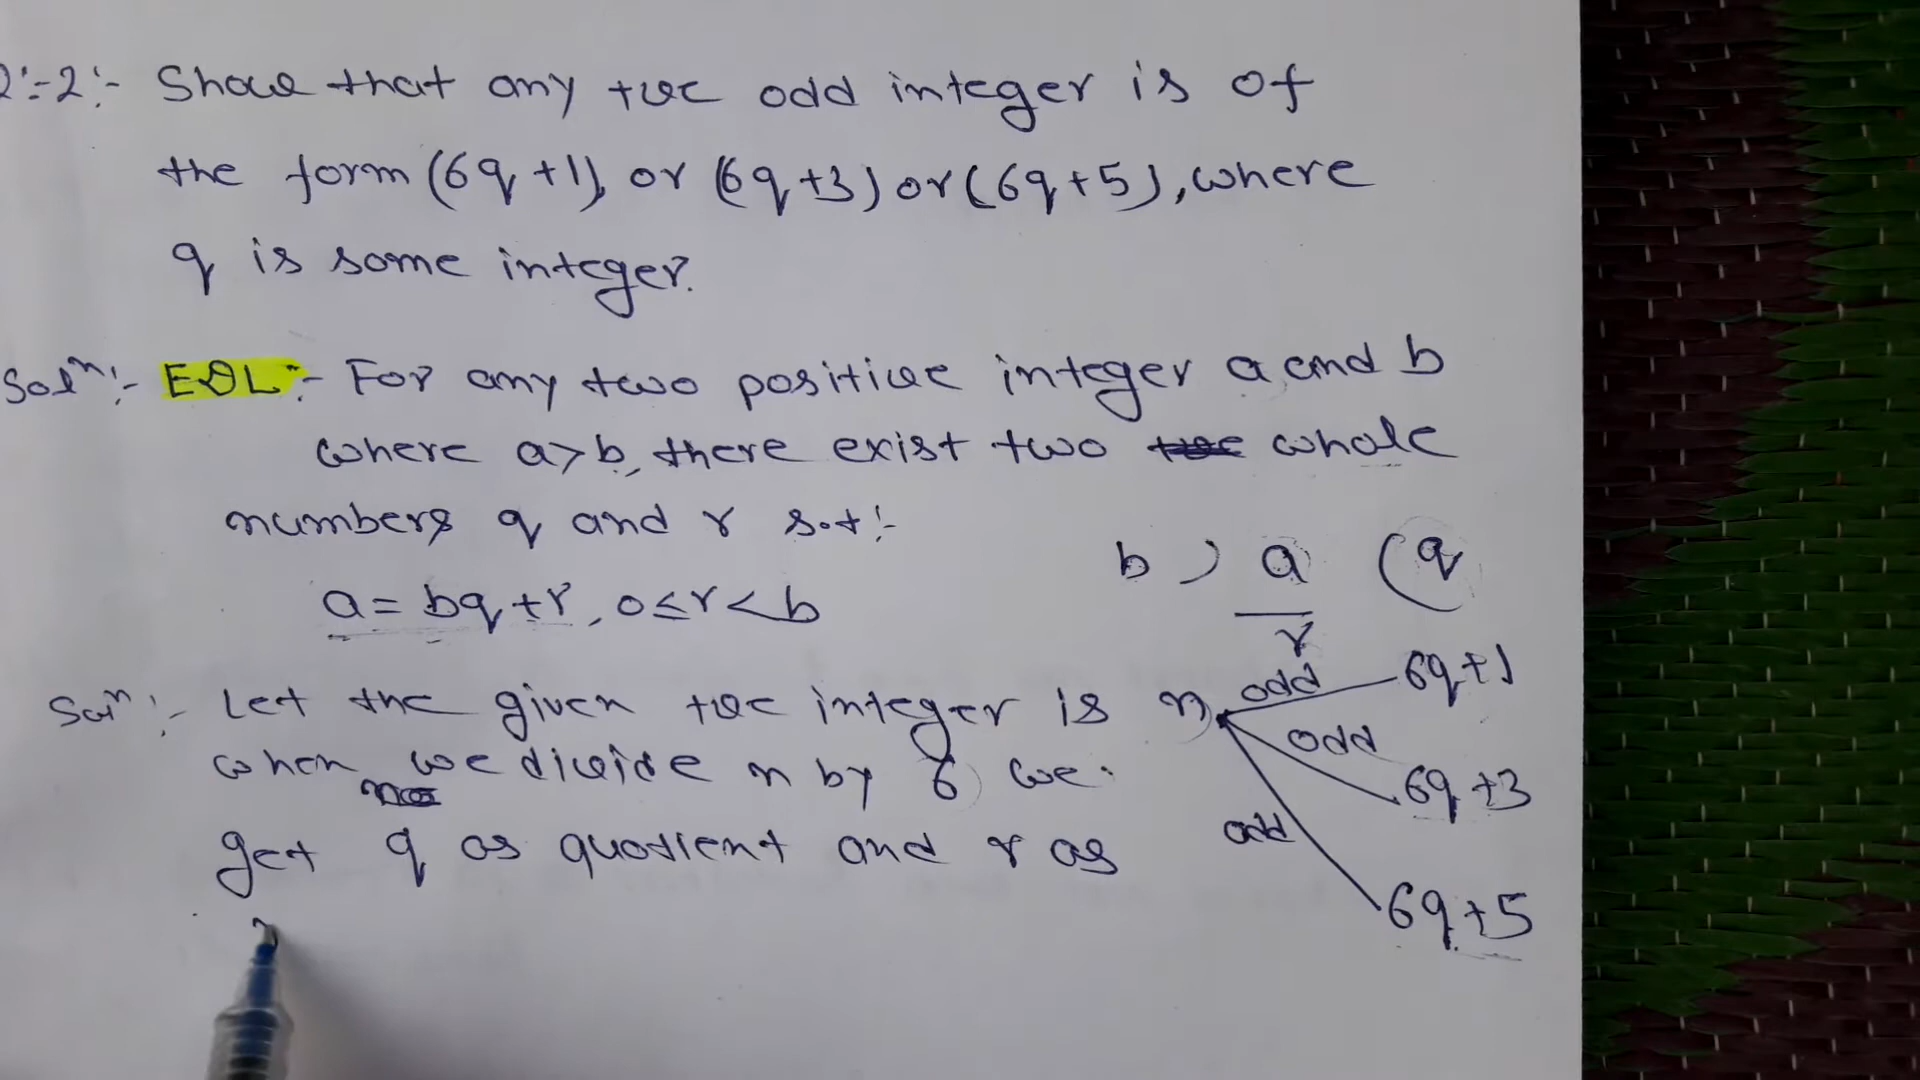 2:-2:- Show that any +ve odd integer is of
the form (6q+1), or (6q+3) or (6q+5), where
q is some integer.
Solⁿ:- EDL:- For any two positive integer a and b
where a>b, there exist two whole
numbers q and r s.t:-
a = bq+r, 0≤r<b
b ) a ( q
r
Solⁿ:- Let the given +ve integer is n
when we divide n by 6 we
get q as quotient and r as
odd 6q+1
odd 6q+3
odd 6q+5